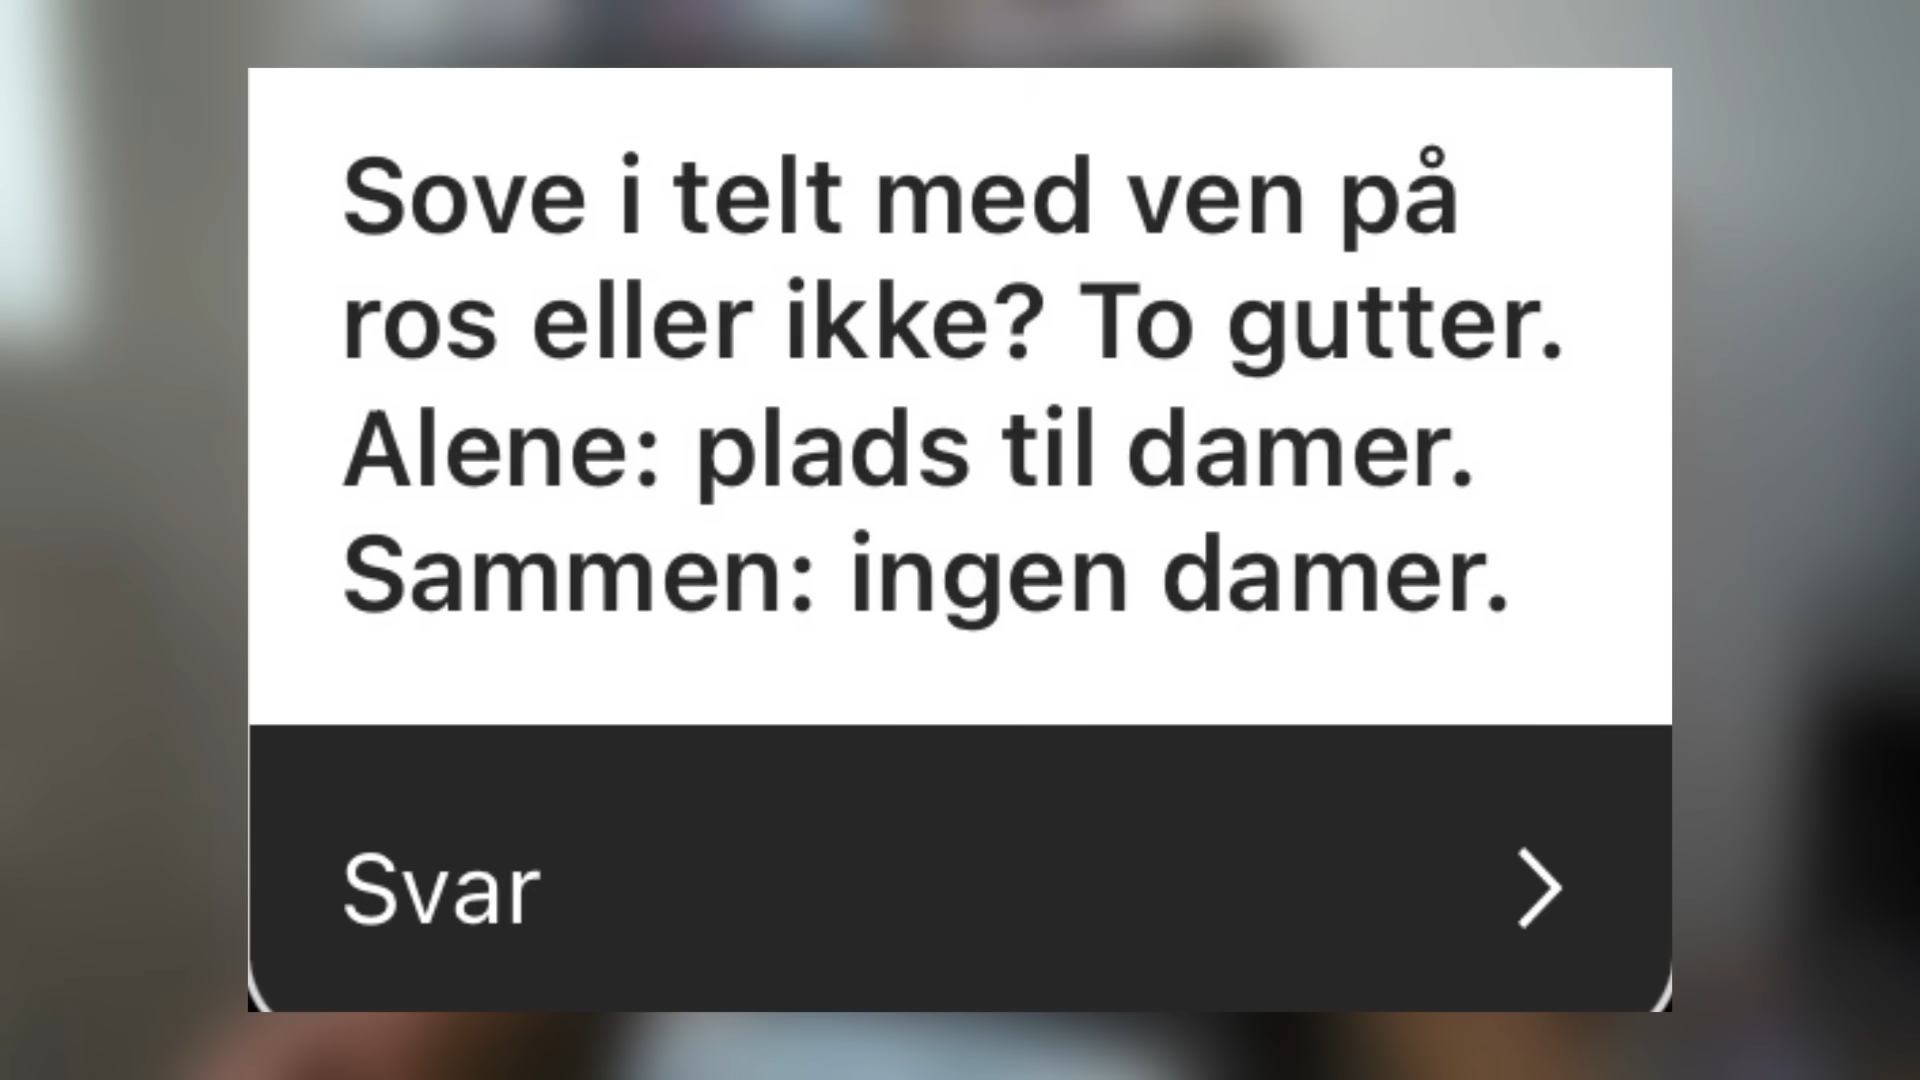 Sove i telt med ven på
ros eller ikke? To gutter.
Alene: plads til damer.
Sammen: ingen damer.
Svar